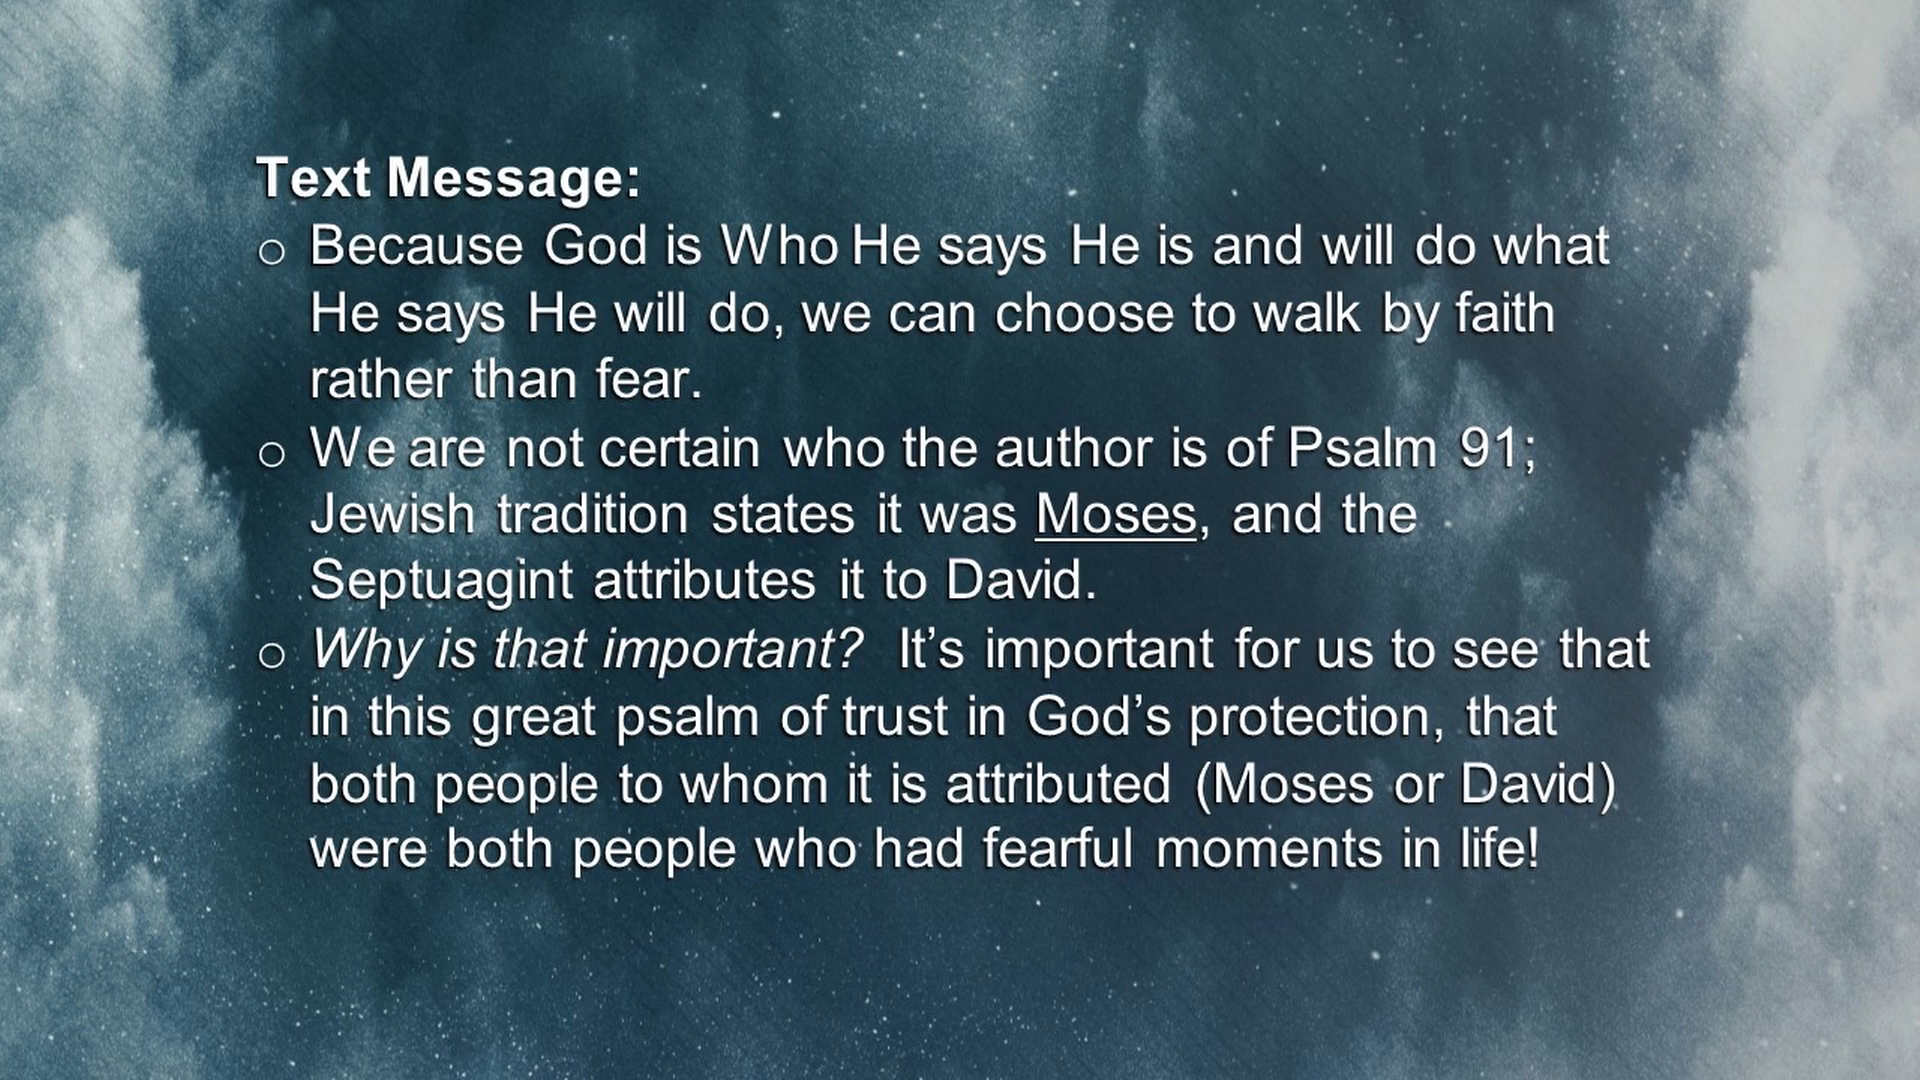 Text Message:
○ Because God is Who He says He is and will do what
He says He will do, we can choose to walk by faith
rather than fear.
○ We are not certain who the author is of Psalm 91;
Jewish tradition states it was Moses, and the
Septuagint attributes it to David.
○ Why is that important?  It’s important for us to see that
in this great psalm of trust in God’s protection, that
both people to whom it is attributed (Moses or David)
were both people who had fearful moments in life!